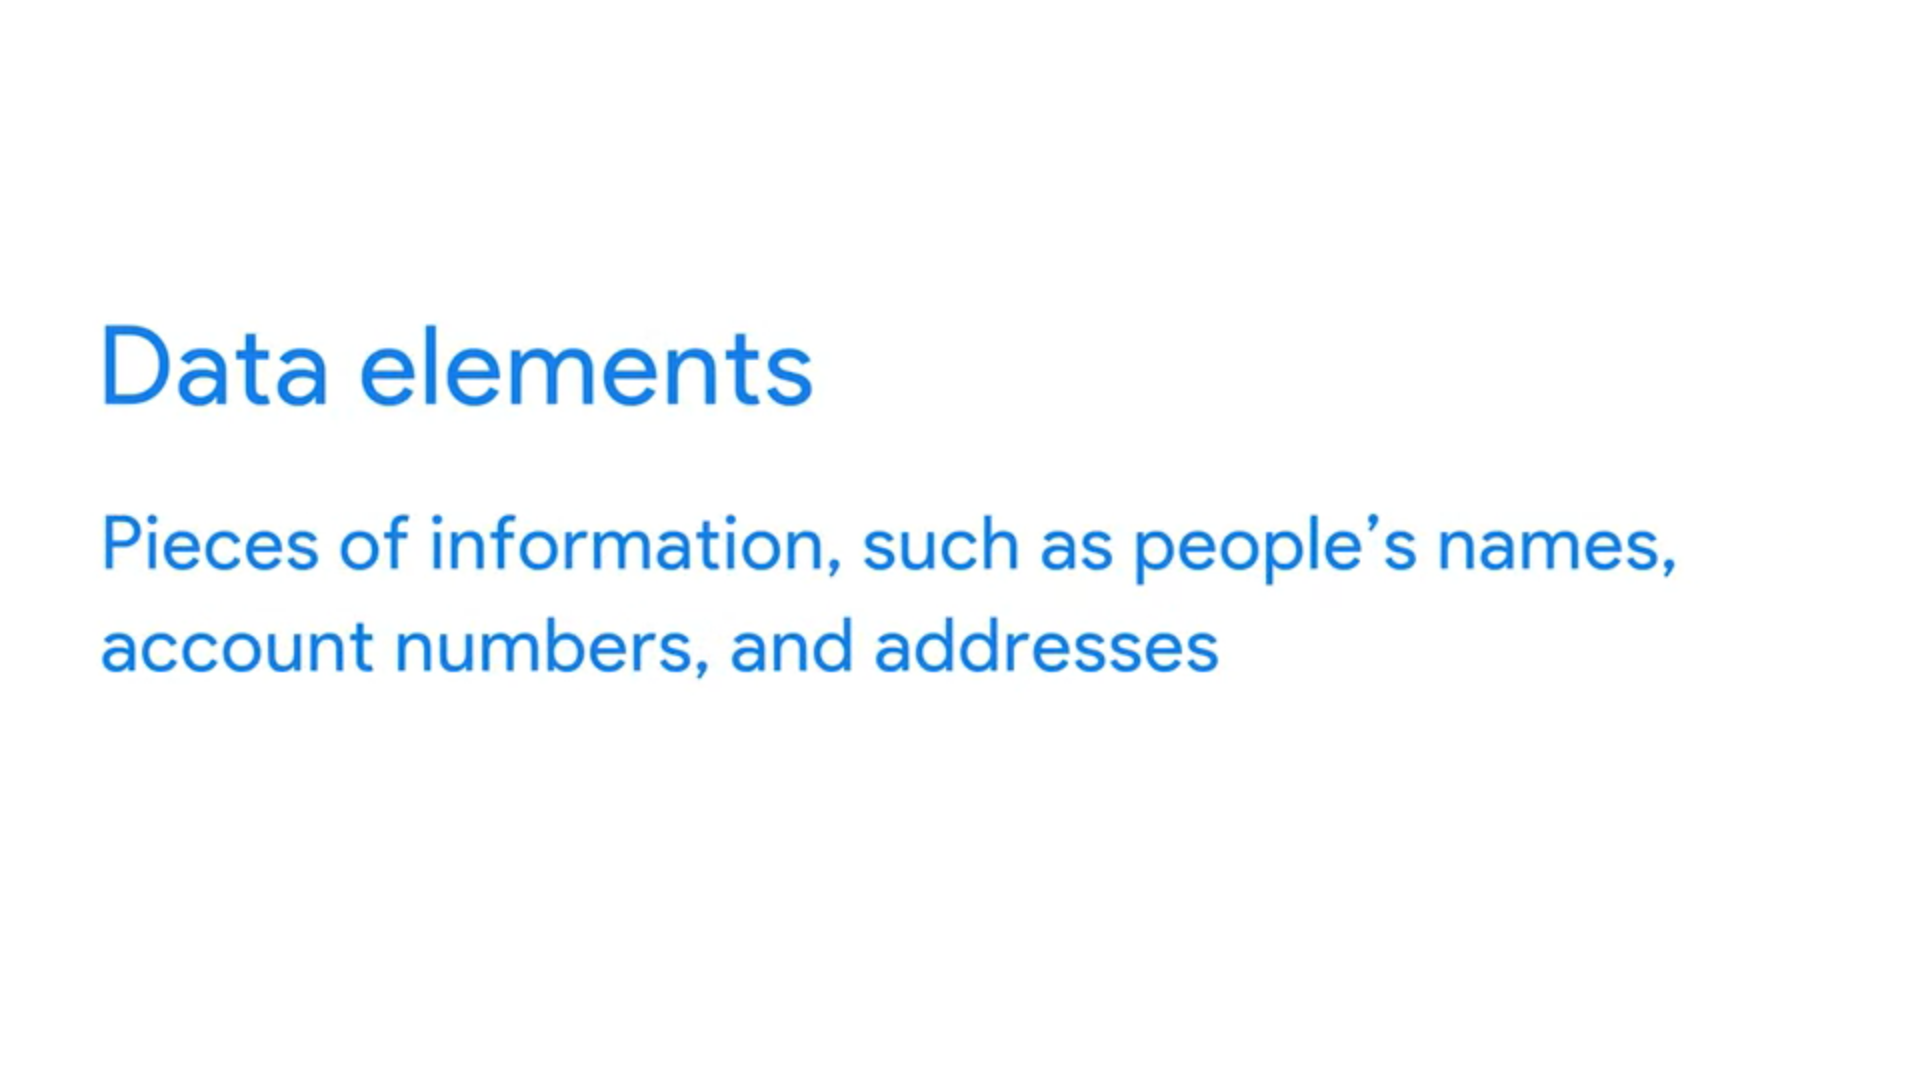 Data elements
Pieces of information, such as people’s names,
account numbers, and addresses